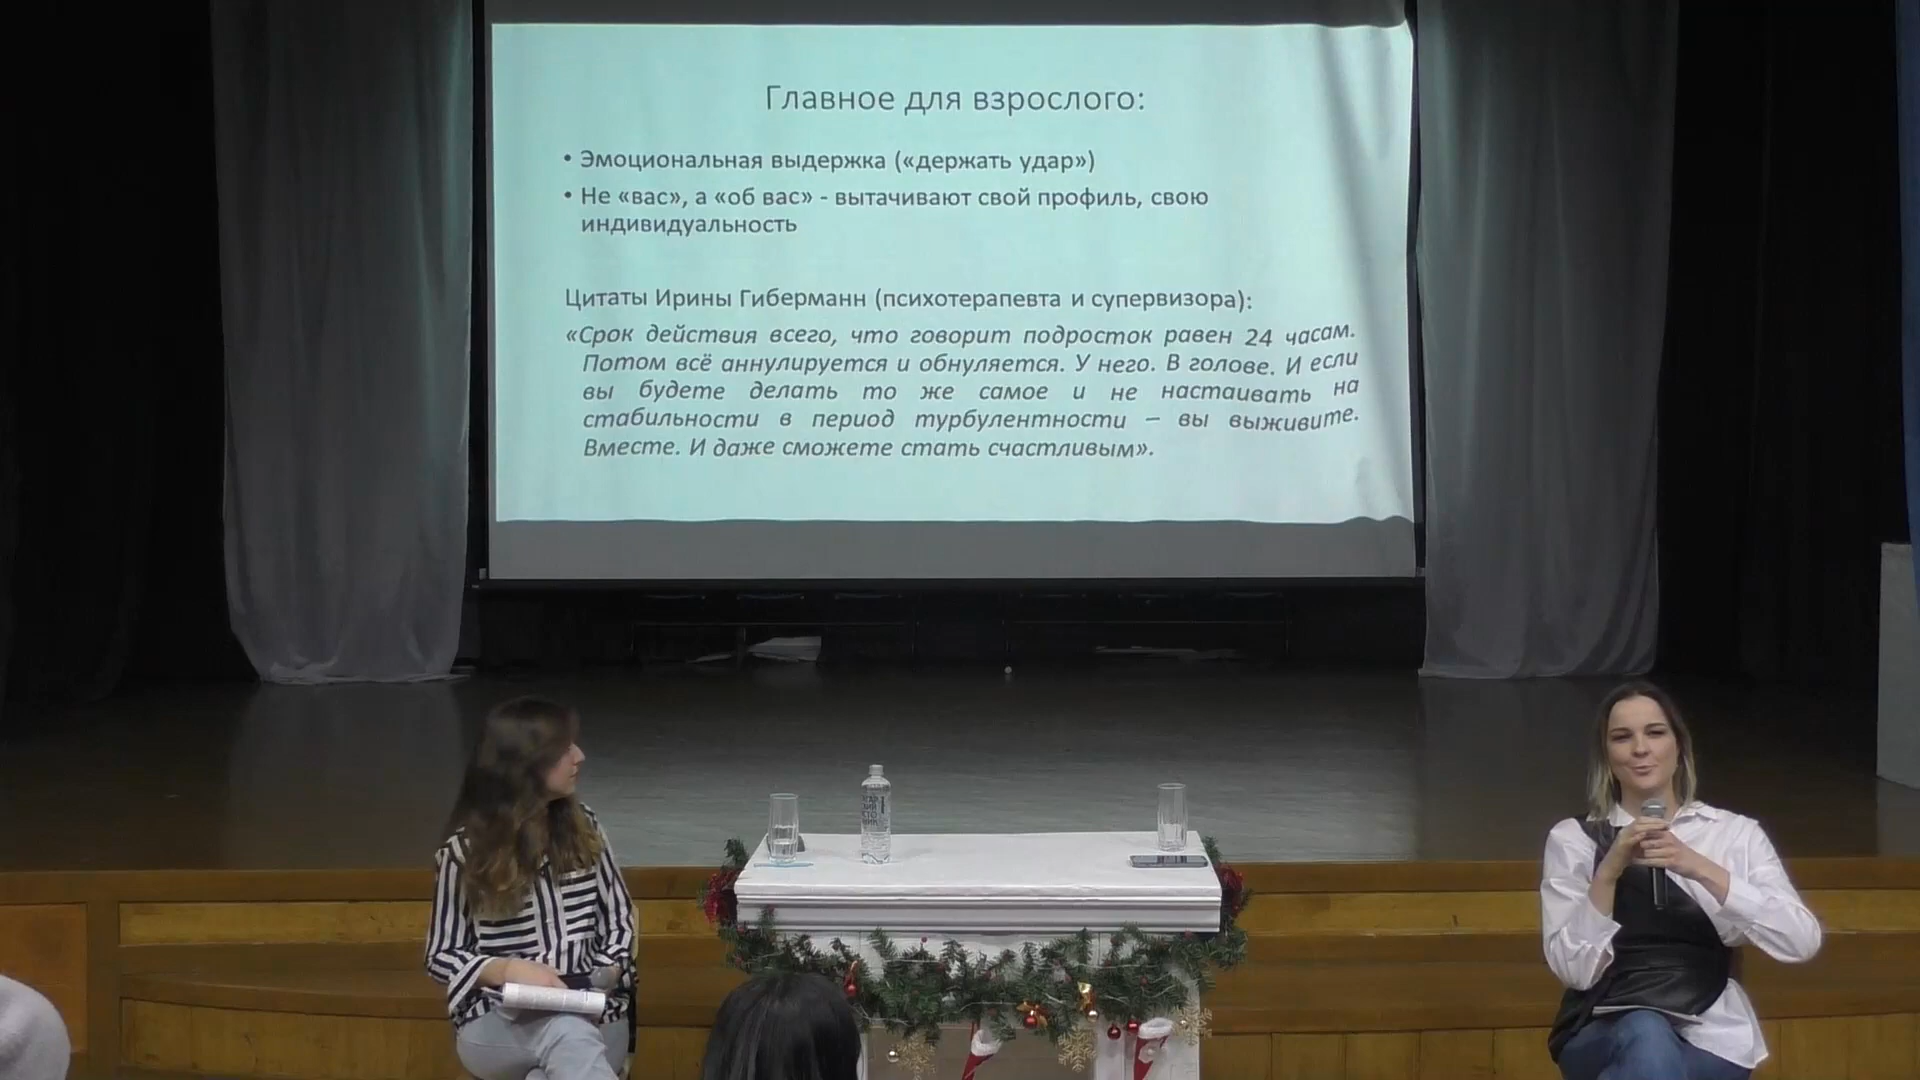 Главное для взрослого:
• Эмоциональная выдержка («держать удар»)
• Не «вас», а «об вас» - вытачивают свой профиль, свою
индивидуальность
Цитаты Ирины Гиберманн (психотерапевта и супервизора):
«Срок действия всего, что говорит подросток равен 24 часам.
Потом всё аннулируется и обнуляется. У него. В голове. И если
вы будете делать то же самое и не настаивать на
стабильности в период турбулентности – вы выживите.
Вместе. И даже сможете стать счастливым».